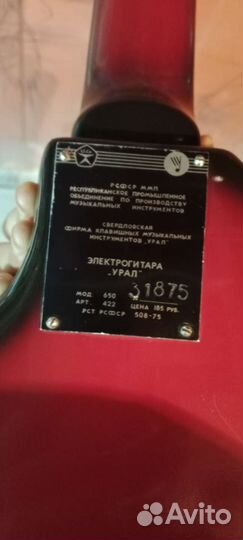 РСФСР ММП
РЕСПУБЛИКАНСКОЕ ПРОМЫШЛЕННОЕ
ОБЪЕДИНЕНИЕ ПО ПРОИЗВОДСТВУ
МУЗЫКАЛЬНЫХ ИНСТРУМЕНТОВ
СВЕРДЛОВСКАЯ
ФИРМА КЛАВИШНЫХ МУЗЫКАЛЬНЫХ
ИНСТРУМЕНТОВ „УРАЛ"
ЭЛЕКТРОГИТАРА
„УРАЛ"
МОД. 650 31875
АРТ. 422 ЦЕНА 185 РУБ.
РСТ РСФСР 508-75
Avito